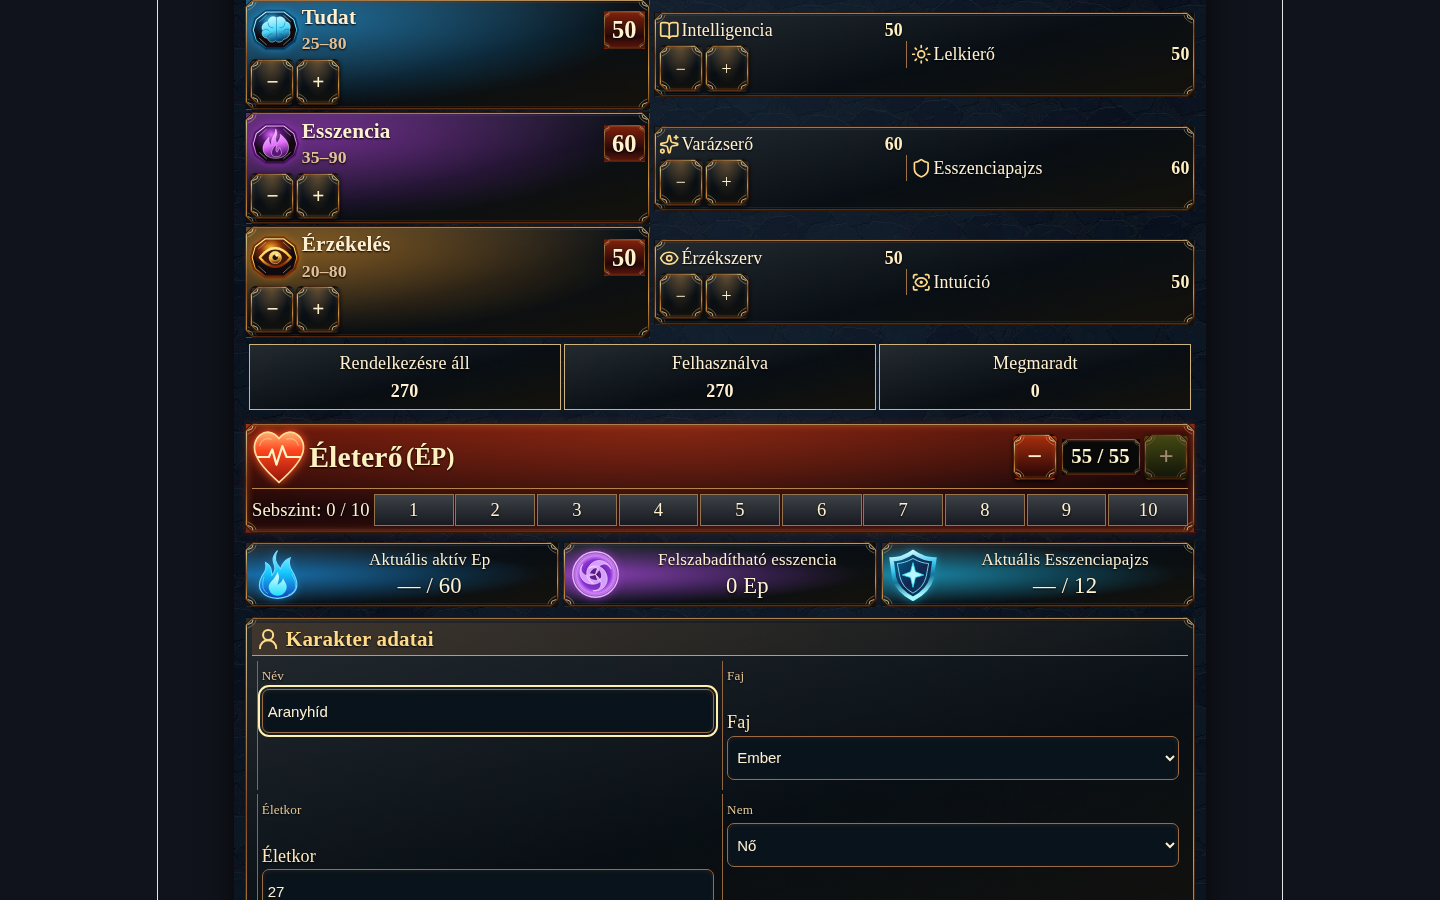 Tudat
25–80
50
− +
Intelligencia 50
− +
Lelkierő 50
Esszencia
35–90
60
− +
Varázserő 60
− +
Esszenciapajzs 60
Érzékelés
20–80
50
− +
Érzékszerv 50
− +
Intuíció 50
Rendelkezésre áll
270
Felhasználva
270
Megmaradt
0
Életerő (ÉP)
− 55 / 55 +
Sebszint: 0 / 10 1 2 3 4 5 6 7 8 9 10
Aktuális aktív Ep
— / 60
Felszabadítható esszencia
0 Ep
Aktuális Esszenciapajzs
— / 12
Karakter adatai
Név
Aranyhíd
Faj
Faj
Ember
Életkor
Életkor
27
Nem
Nő